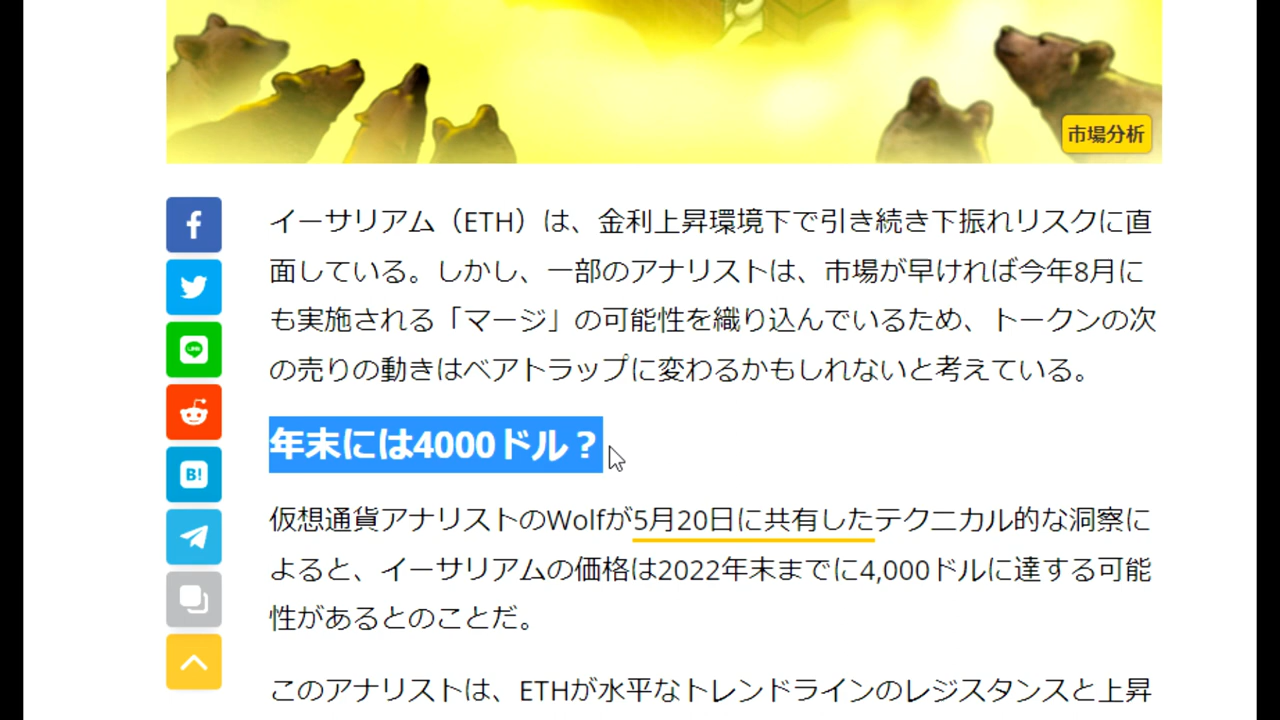 市場分析
イーサリアム（ETH）は、金利上昇環境下で引き続き下振れリスクに直
面している。しかし、一部のアナリストは、市場が早ければ今年8月に
も実施される「マージ」の可能性を織り込んでいるため、トークンの次
の売りの動きはベアトラップに変わるかもしれないと考えている。
年末には4000ドル？
仮想通貨アナリストのWolfが5月20日に共有したテクニカル的な洞察に
よると、イーサリアムの価格は2022年末までに4,000ドルに達する可能
性があるとのことだ。
このアナリストは、ETHが水平なトレンドラインのレジスタンスと上昇
f
LINE
B!